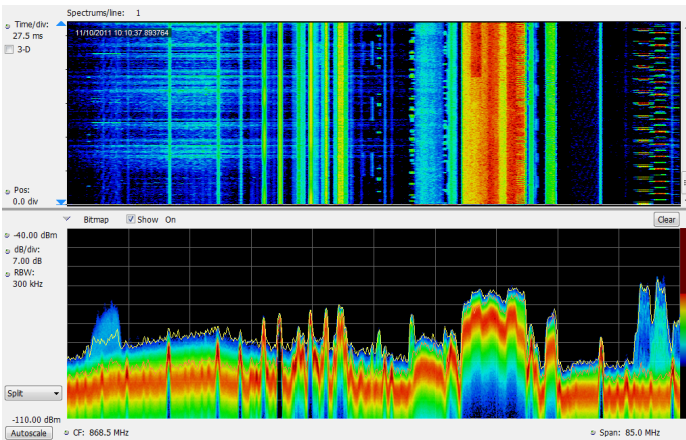 Spectrums/line: 1
Time/div:
27.5 ms
3-D
11/10/2011 10:10:37.893764
Pos:
0.0 div
Bitmap Show On Clear
-40.00 dBm
dB/div:
7.00 dB
RBW:
300 kHz
Split
-110.00 dBm
Autoscale CF: 868.5 MHz Span: 85.0 MHz